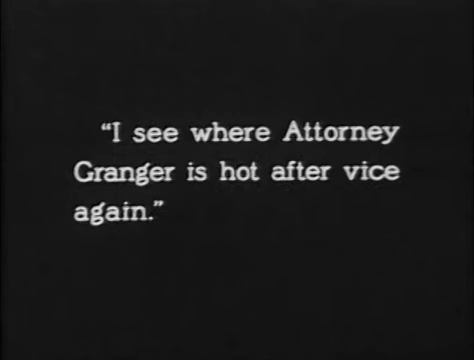 “I see where Attorney
Granger is hot after vice
again.”